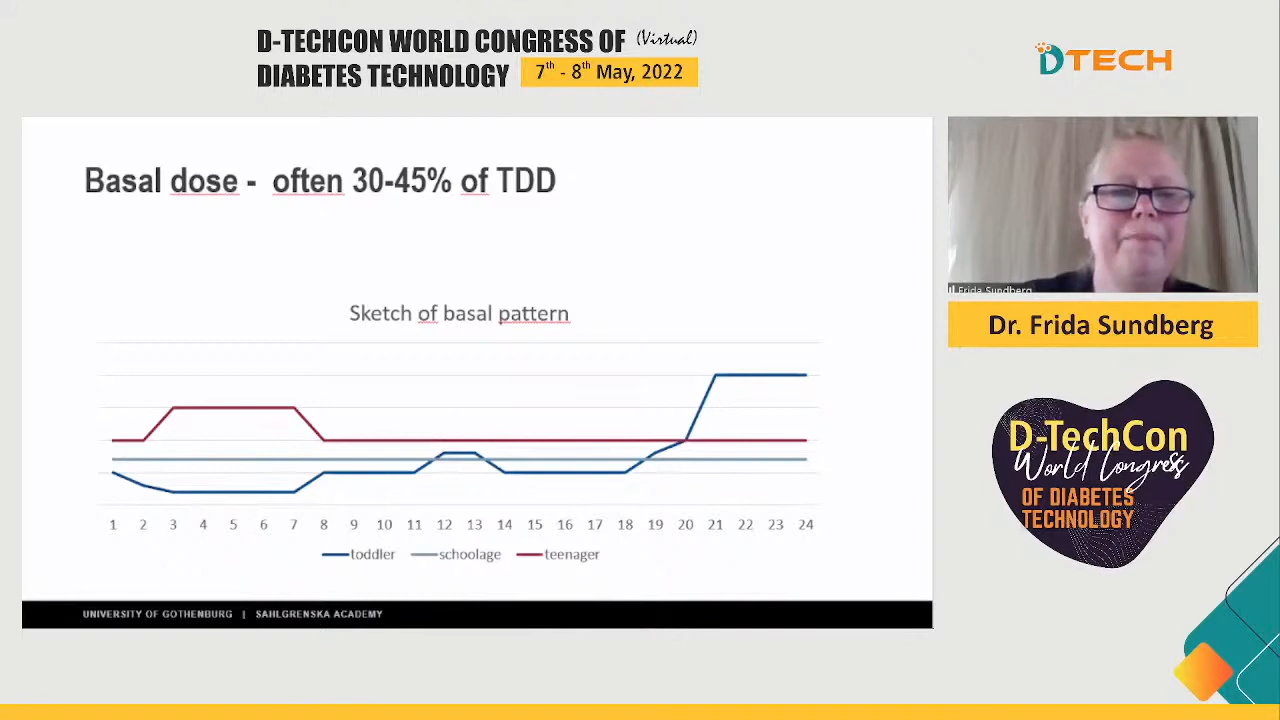 D-TECHCON WORLD CONGRESS OF (Virtual)
DIABETES TECHNOLOGY 7th - 8th May, 2022
DTECH
Basal dose - often 30-45% of TDD
Sketch of basal pattern
1 2 3 4 5 6 7 8 9 10 11 12 13 14 15 16 17 18 19 20 21 22 23 24
toddler schoolage teenager
UNIVERSITY OF GOTHENBURG | SAHLGRENSKA ACADEMY
Frida Sundberg
Dr. Frida Sundberg
D-TechCon
World Congress
OF DIABETES
TECHNOLOGY